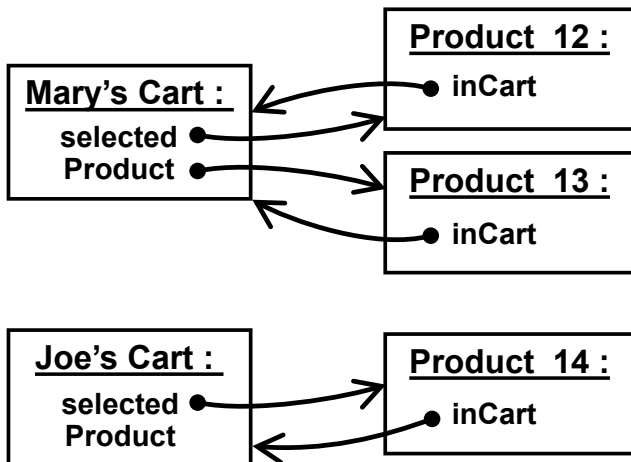 Mary's Cart :
selected
Product
Product 12 :
inCart
Product 13 :
inCart
Joe's Cart :
selected
Product
Product 14 :
inCart